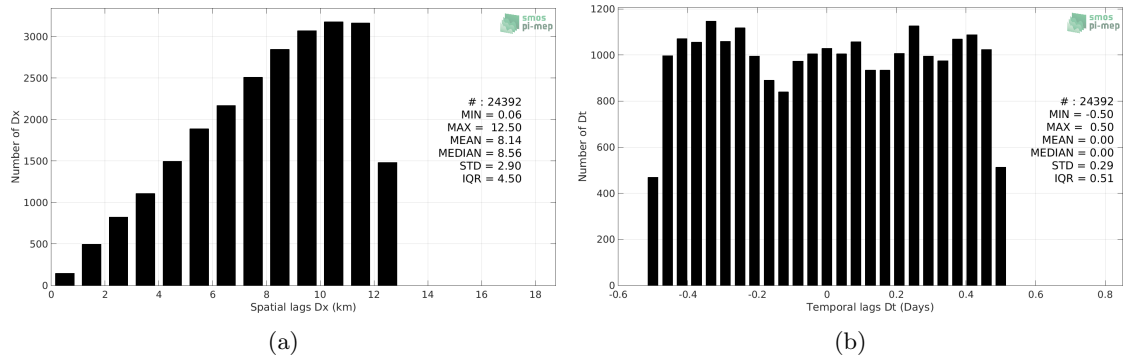 smos
pi-mep
3000
2500
2000
1500
1000
500
0
Number of Dx
# : 24392
MIN = 0.06
MAX = 12.50
MEAN = 8.14
MEDIAN = 8.56
STD = 2.90
IQR = 4.50
0 2 4 6 8 10 12 14 16 18
Spatial lags Dx (km)
(a)
smos
pi-mep
1200
1000
800
600
400
200
0
Number of Dt
# : 24392
MIN = -0.50
MAX = 0.50
MEAN = 0.00
MEDIAN = 0.00
STD = 0.29
IQR = 0.51
-0.6 -0.4 -0.2 0 0.2 0.4 0.6 0.8
Temporal lags Dt (Days)
(b)